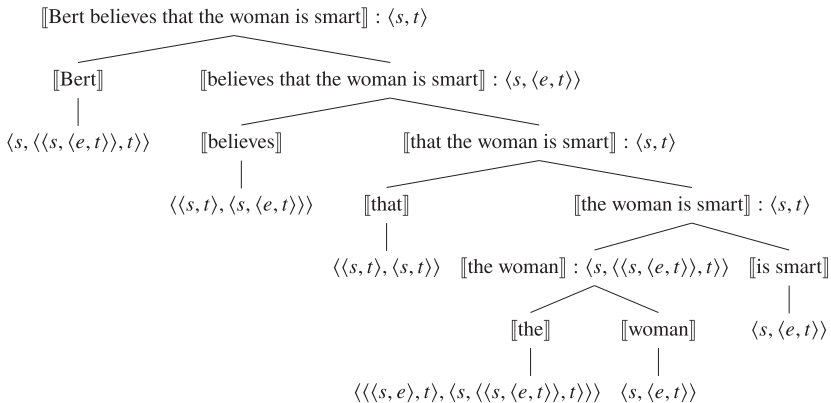 ⟦Bert believes that the woman is smart⟧ : ⟨s, t⟩
⟦Bert⟧ ⟦believes that the woman is smart⟧ : ⟨s, ⟨e, t⟩⟩
⟨s, ⟨⟨s, ⟨e, t⟩⟩, t⟩⟩ ⟦believes⟧ ⟦that the woman is smart⟧ : ⟨s, t⟩
⟨⟨s, t⟩, ⟨s, ⟨e, t⟩⟩⟩ ⟦that⟧ ⟦the woman is smart⟧ : ⟨s, t⟩
⟨⟨s, t⟩, ⟨s, t⟩⟩ ⟦the woman⟧ : ⟨s, ⟨⟨s, ⟨e, t⟩⟩, t⟩⟩ ⟦is smart⟧
⟦the⟧ ⟦woman⟧ ⟨s, ⟨e, t⟩⟩
⟨⟨⟨s, e⟩, t⟩, ⟨s, ⟨⟨s, ⟨e, t⟩⟩, t⟩⟩⟩ ⟨s, ⟨e, t⟩⟩